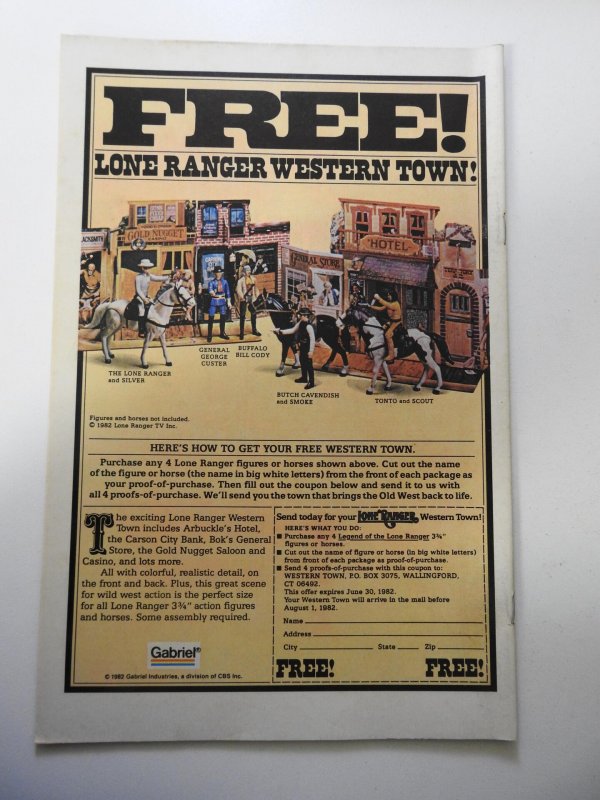 FREE!
LONE RANGER WESTERN TOWN!
GOLD NUGGET
GENERAL STORE
HOTEL
THE LONE RANGER
and SILVER
GENERAL
GEORGE
CUSTER
BUFFALO
BILL CODY
BUTCH CAVENDISH
and SMOKE
TONTO and SCOUT
Figures and horses not included.
© 1982 Lone Ranger TV Inc.
HERE'S HOW TO GET YOUR FREE WESTERN TOWN.
Purchase any 4 Lone Ranger figures or horses shown above. Cut out the name
of the figure or horse (the name in big white letters) from the front of each package as
your proof-of-purchase. Then fill out the coupon below and send it to us with
all 4 proofs-of-purchase. We'll send you the town that brings the Old West back to life.
The exciting Lone Ranger Western
Town includes Arbuckle's Hotel,
the Carson City Bank, Bok's General
Store, the Gold Nugget Saloon and
Casino, and lots more.
All with colorful, realistic detail, on
the front and back. Plus, this great scene
for wild west action is the perfect size
for all Lone Ranger 3¾" action figures
and horses. Some assembly required.
Gabriel®
© 1982 Gabriel Industries, a division of CBS Inc.
Send today for your LONE RANGER Western Town!
HERE'S WHAT YOU DO:
■ Purchase any 4 Legend of the Lone Ranger 3¾"
figures or horses.
■ Cut out the name of figure or horse (in big white letters)
from front of each package as proof-of-purchase.
■ Send 4 proofs-of-purchase with this coupon to:
WESTERN TOWN, P.O. BOX 3075, WALLINGFORD,
CT 06492.
This offer expires June 30, 1982.
Your Western Town will arrive in the mail before
August 1, 1982.
Name
Address
City State Zip
FREE! FREE!